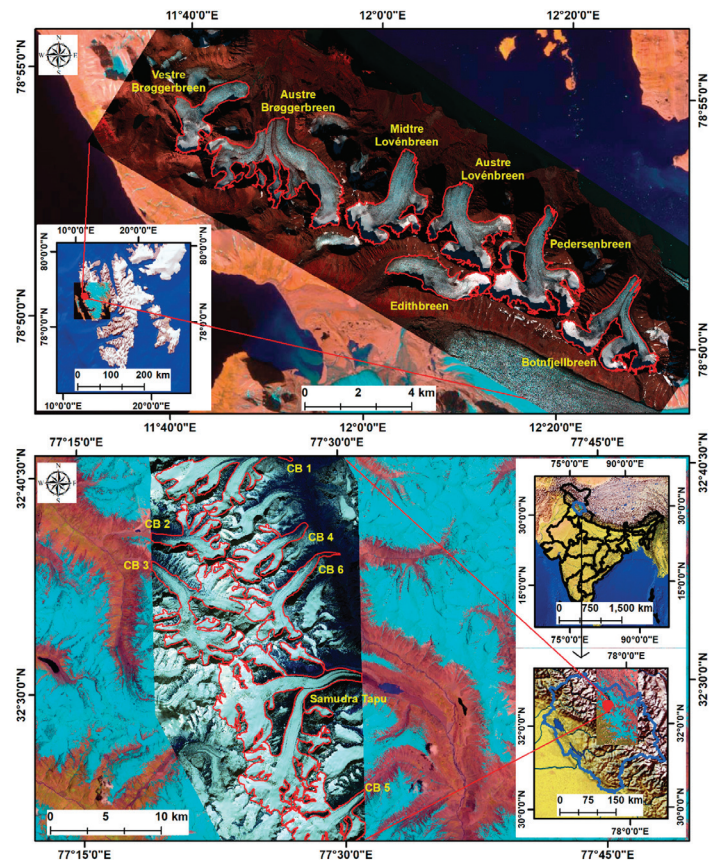 11°40'0"E
12°0'0"E
12°20'0"E
78°55'0"N
78°55'0"N
N
W
S
Vestre
Brøggerbreen
Austre
Brøggerbreen
Midtre
Lovénbreen
Austre
Lovénbreen
Pedersenbreen
Edithbreen
Botnfjellbreen
10°0'0"E
20°0'0"E
80°0'0"N
80°0'0"N
78°0'0"N
78°0'0"N
0 100 200
km
10°0'0"E
20°0'0"E
78°50'0"N
78°50'0"N
0 2 4
km
11°40'0"E
12°0'0"E
12°20'0"E
77°15'0"E
77°30'0"E
77°45'0"E
32°40'30"N
32°40'30"N
N
W
S
CB 1
CB 2
CB 3
CB 4
CB 6
Samudra Tapu
CB 5
32°30'0"N
32°30'0"N
0 5 10
km
75°0'0"E
90°0'0"E
30°0'0"N
30°0'0"N
15°0'0"N
15°0'0"N
0 750 1,500
km
75°0'0"E
90°0'0"E
78°0'0"E
32°0'0"N
32°0'0"N
30°0'0"N
30°0'0"N
0 75 150
km
78°0'0"E
77°15'0"E
77°30'0"E
77°45'0"E